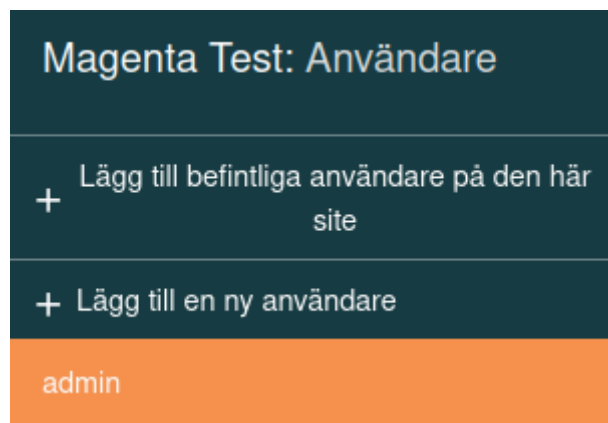 Magenta Test: Användare
+ Lägg till befintliga användare på den här
site
+ Lägg till en ny användare
admin